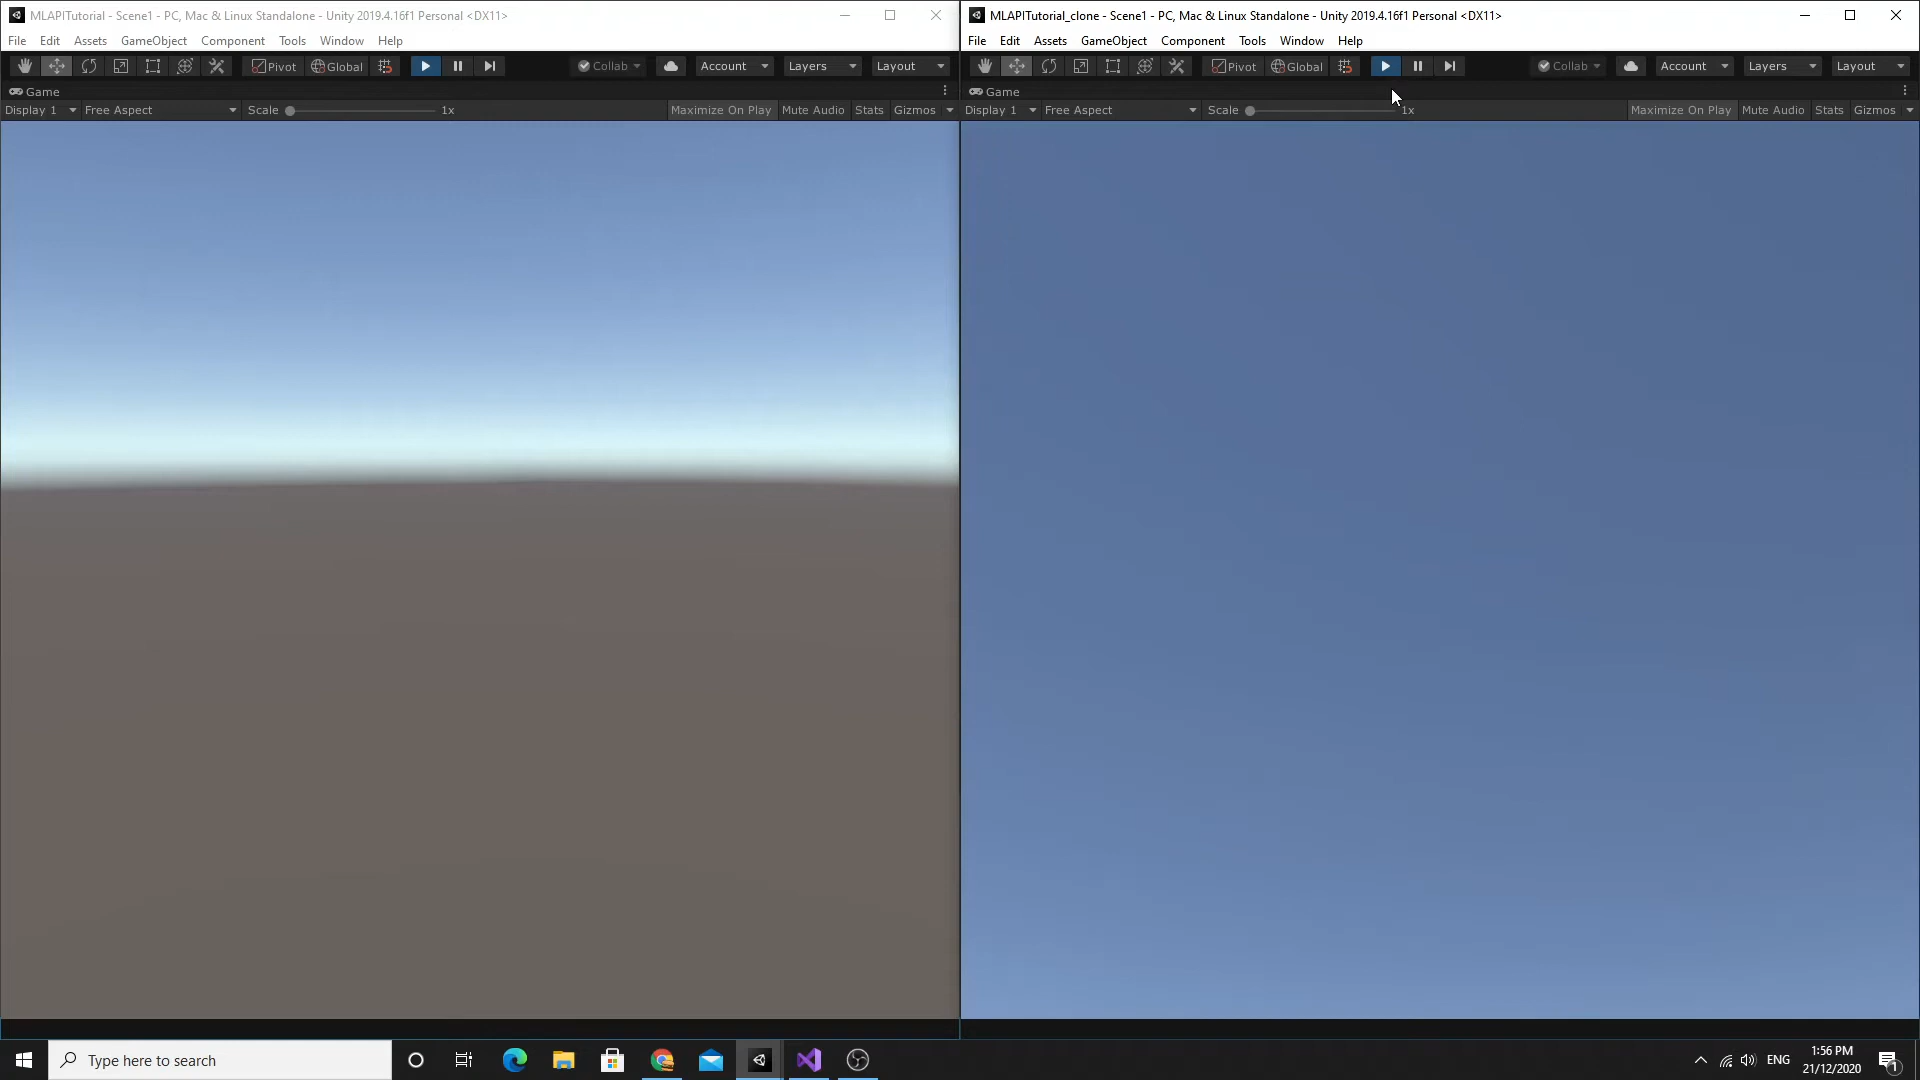 MLAPITutorial - Scene1 - PC, Mac & Linux Standalone - Unity 2019.4.16f1 Personal <DX11>
File Edit Assets GameObject Component Tools Window Help
Pivot Global Collab Account Layers Layout
Game
Display 1 Free Aspect Scale 1x Maximize On Play Mute Audio Stats Gizmos
MLAPITutorial_clone - Scene1 - PC, Mac & Linux Standalone - Unity 2019.4.16f1 Personal <DX11>
File Edit Assets GameObject Component Tools Window Help
Pivot Global Collab Account Layers Layout
Game
Display 1 Free Aspect Scale 1x Maximize On Play Mute Audio Stats Gizmos
Type here to search
ENG
1:56 PM
21/12/2020
1